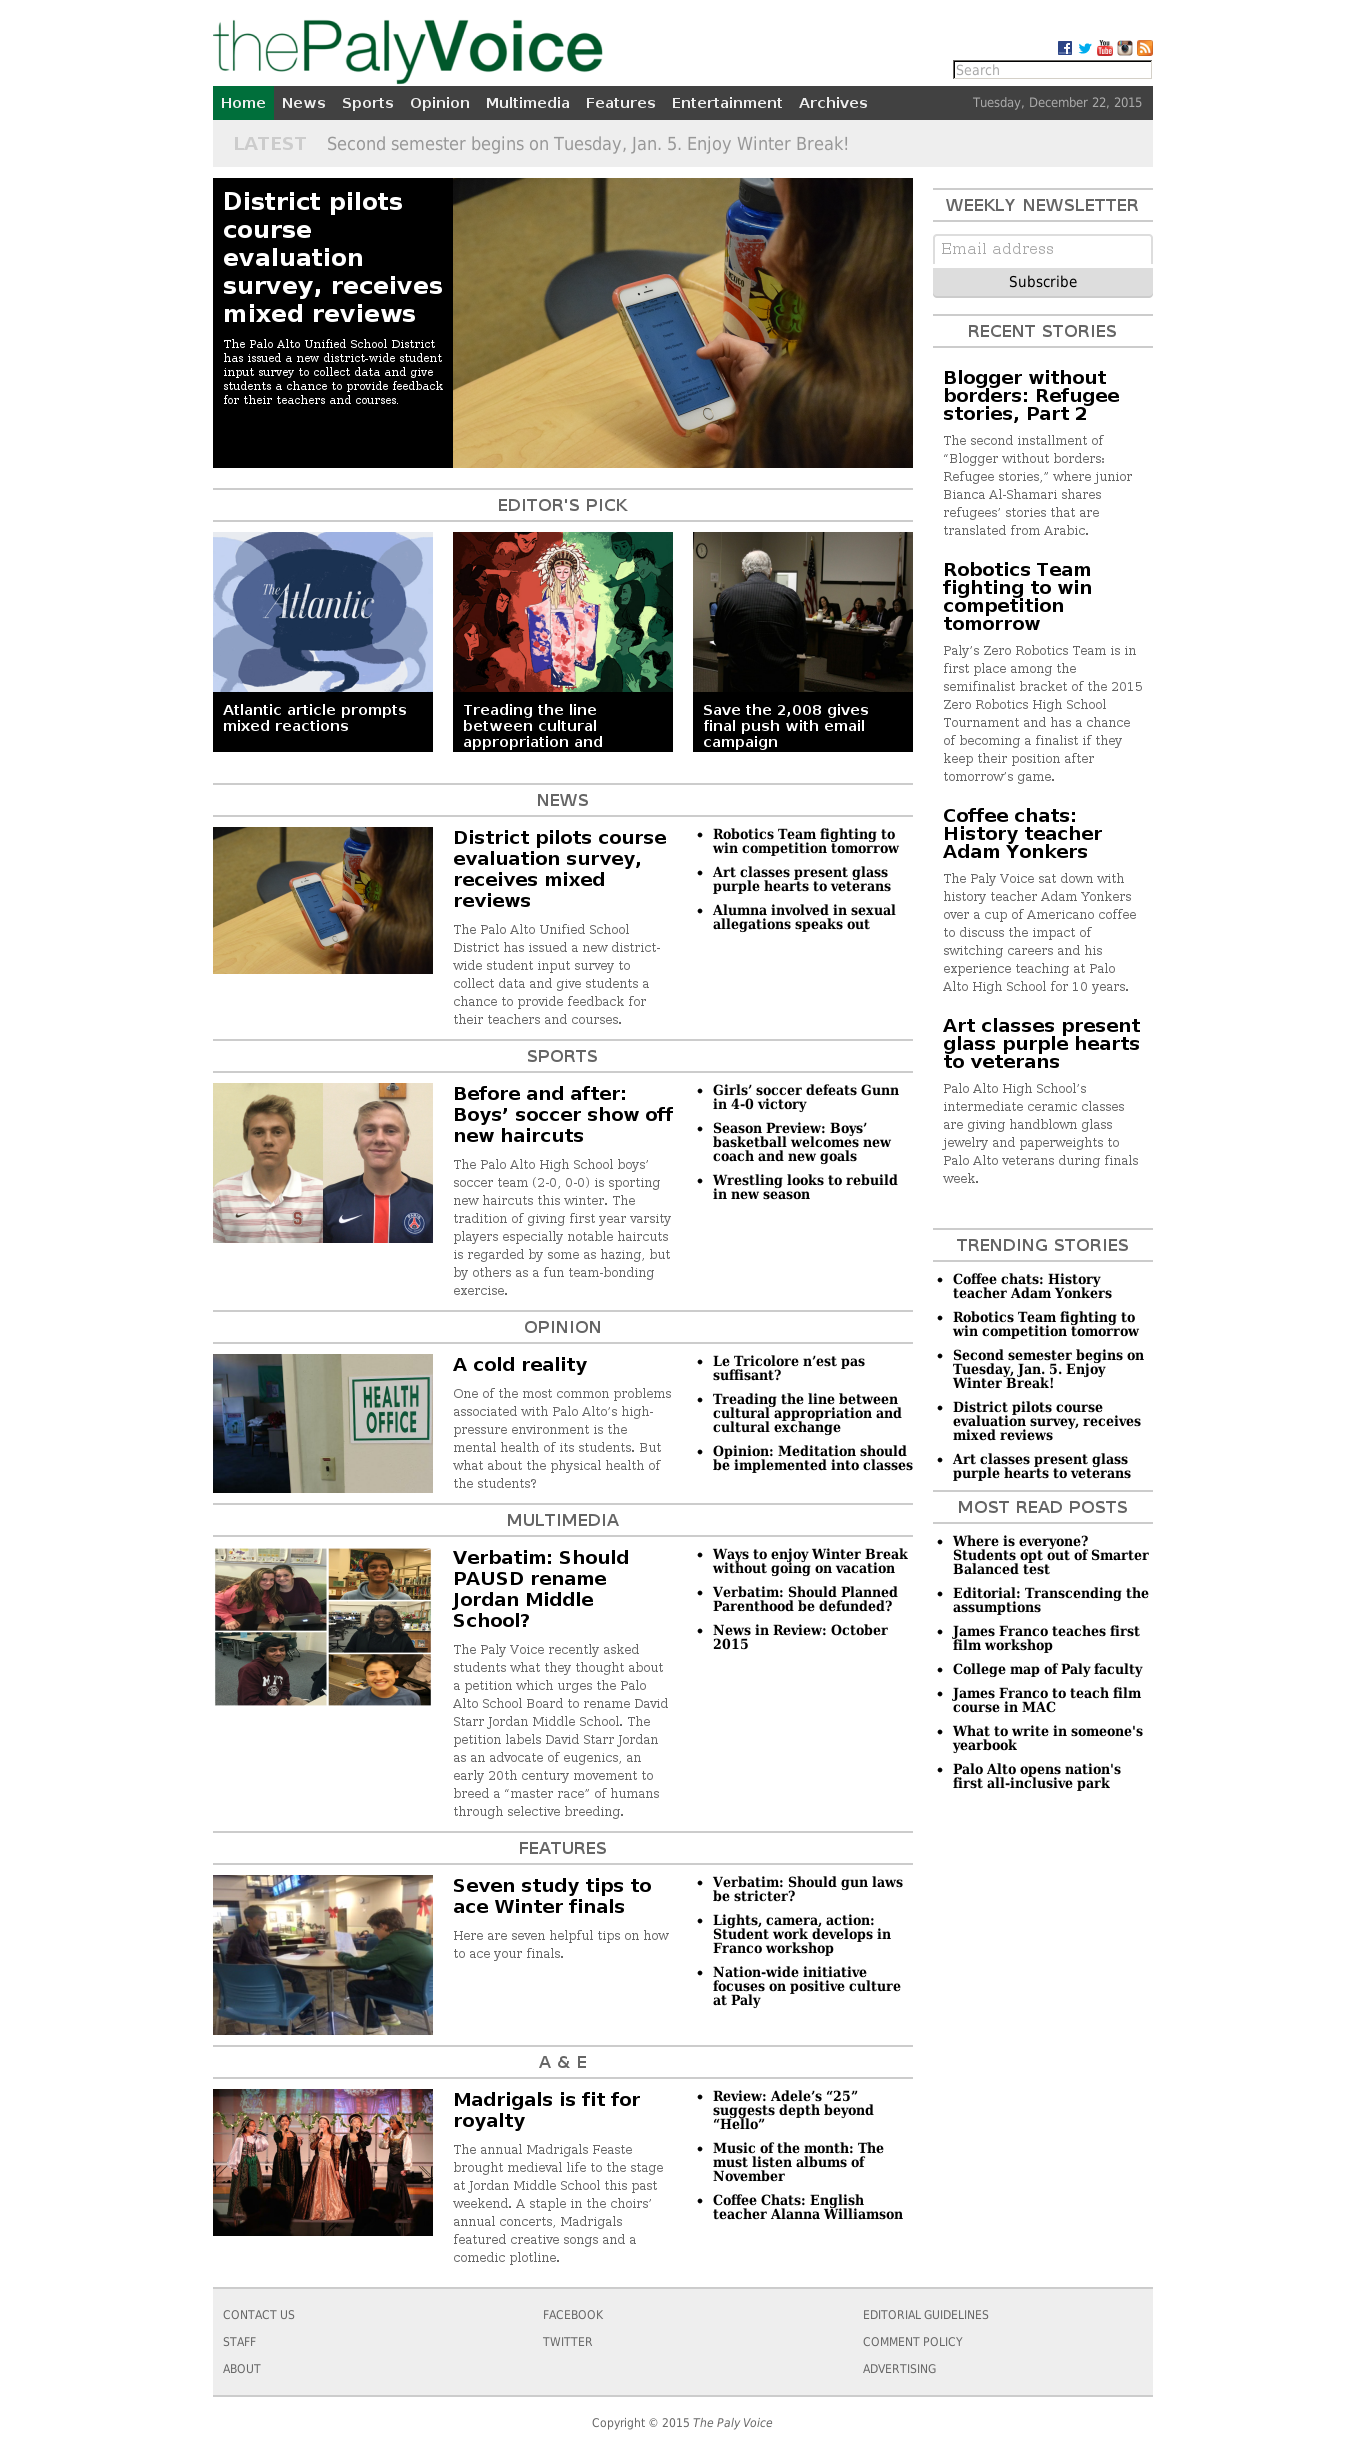 thePalyVoice
Search
Home News Sports Opinion Multimedia Features Entertainment Archives Tuesday, December 22, 2015
LATEST Second semester begins on Tuesday, Jan. 5. Enjoy Winter Break!
District pilots
course
evaluation
survey, receives
mixed reviews
The Palo Alto Unified School District
has issued a new district-wide student
input survey to collect data and give
students a chance to provide feedback
for their teachers and courses.
EDITOR'S PICK
The Atlantic
Atlantic article prompts
mixed reactions
Treading the line
between cultural
appropriation and
Save the 2,008 gives
final push with email
campaign
NEWS
District pilots course
evaluation survey,
receives mixed
reviews
The Palo Alto Unified School
District has issued a new district-
wide student input survey to
collect data and give students a
chance to provide feedback for
their teachers and courses.
• Robotics Team fighting to
win competition tomorrow
• Art classes present glass
purple hearts to veterans
• Alumna involved in sexual
allegations speaks out
SPORTS
Before and after:
Boys’ soccer show off
new haircuts
The Palo Alto High School boys’
soccer team (2-0, 0-0) is sporting
new haircuts this winter. The
tradition of giving first year varsity
players especially notable haircuts
is regarded by some as hazing, but
by others as a fun team-bonding
exercise.
• Girls’ soccer defeats Gunn
in 4-0 victory
• Season Preview: Boys’
basketball welcomes new
coach and new goals
• Wrestling looks to rebuild
in new season
OPINION
HEALTH
OFFICE
A cold reality
One of the most common problems
associated with Palo Alto’s high-
pressure environment is the
mental health of its students. But
what about the physical health of
the students?
• Le Tricolore n’est pas
suffisant?
• Treading the line between
cultural appropriation and
cultural exchange
• Opinion: Meditation should
be implemented into classes
MULTIMEDIA
Verbatim: Should
PAUSD rename
Jordan Middle
School?
The Paly Voice recently asked
students what they thought about
a petition which urges the Palo
Alto School Board to rename David
Starr Jordan Middle School. The
petition labels David Starr Jordan
as an advocate of eugenics, an
early 20th century movement to
breed a “master race” of humans
through selective breeding.
• Ways to enjoy Winter Break
without going on vacation
• Verbatim: Should Planned
Parenthood be defunded?
• News in Review: October
2015
FEATURES
Seven study tips to
ace Winter finals
Here are seven helpful tips on how
to ace your finals.
• Verbatim: Should gun laws
be stricter?
• Lights, camera, action:
Student work develops in
Franco workshop
• Nation-wide initiative
focuses on positive culture
at Paly
A & E
Madrigals is fit for
royalty
The annual Madrigals Feaste
brought medieval life to the stage
at Jordan Middle School this past
weekend. A staple in the choirs’
annual concerts, Madrigals
featured creative songs and a
comedic plotline.
• Review: Adele’s “25”
suggests depth beyond
“Hello”
• Music of the month: The
must listen albums of
November
• Coffee Chats: English
teacher Alanna Williamson
WEEKLY NEWSLETTER
Email address
Subscribe
RECENT STORIES
Blogger without
borders: Refugee
stories, Part 2
The second installment of
“Blogger without borders:
Refugee stories,” where junior
Bianca Al-Shamari shares
refugees’ stories that are
translated from Arabic.
Robotics Team
fighting to win
competition
tomorrow
Paly’s Zero Robotics Team is in
first place among the
semifinalist bracket of the 2015
Zero Robotics High School
Tournament and has a chance
of becoming a finalist if they
keep their position after
tomorrow’s game.
Coffee chats:
History teacher
Adam Yonkers
The Paly Voice sat down with
history teacher Adam Yonkers
over a cup of Americano coffee
to discuss the impact of
switching careers and his
experience teaching at Palo
Alto High School for 10 years.
Art classes present
glass purple hearts
to veterans
Palo Alto High School’s
intermediate ceramic classes
are giving handblown glass
jewelry and paperweights to
Palo Alto veterans during finals
week.
TRENDING STORIES
• Coffee chats: History
teacher Adam Yonkers
• Robotics Team fighting to
win competition tomorrow
• Second semester begins on
Tuesday, Jan. 5. Enjoy
Winter Break!
• District pilots course
evaluation survey, receives
mixed reviews
• Art classes present glass
purple hearts to veterans
MOST READ POSTS
• Where is everyone?
Students opt out of Smarter
Balanced test
• Editorial: Transcending the
assumptions
• James Franco teaches first
film workshop
• College map of Paly faculty
• James Franco to teach film
course in MAC
• What to write in someone's
yearbook
• Palo Alto opens nation's
first all-inclusive park
CONTACT US
STAFF
ABOUT
FACEBOOK
TWITTER
EDITORIAL GUIDELINES
COMMENT POLICY
ADVERTISING
Copyright © 2015 The Paly Voice